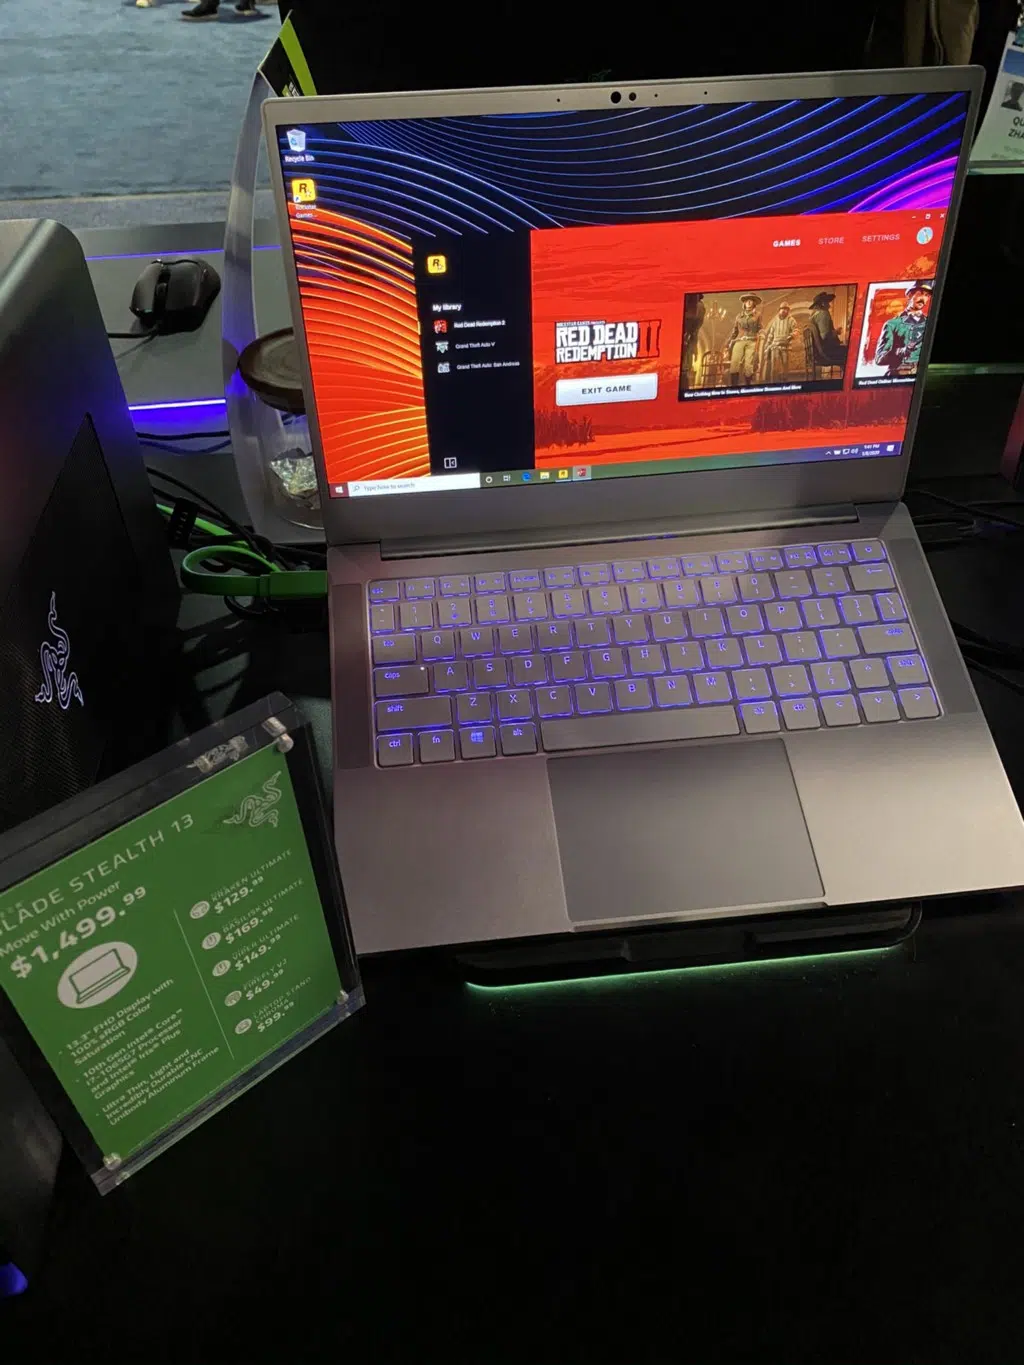 Recycle Bin
Rockstar
Games
GAMES
STORE
SETTINGS
My library
Red Dead Redemption 2
Grand Theft Auto V
Grand Theft Auto: San Andreas
RED DEAD
REDEMPTION II
EXIT GAME
Type here to search
Q W E R T Y U I O P
caps A S D F G H J K L
shift Z X C V B N M
ctrl fn alt
BLADE STEALTH 13
Move With Power
$1,499.99
13.3" FHD Display with
100% sRGB Color
Saturation
10th Gen Intel® Core™
i7-1065G7 Processor
and Intel® Iris® Plus
Graphics
Ultra Thin, Light and
Incredibly Durable CNC
Unibody Aluminum Frame
KRAKEN ULTIMATE
$129.99
BASILISK ULTIMATE
$169.99
VIPER ULTIMATE
$149.99
FIREFLY V2
$49.99
LAPTOP STAND
CHROMA
$99.99